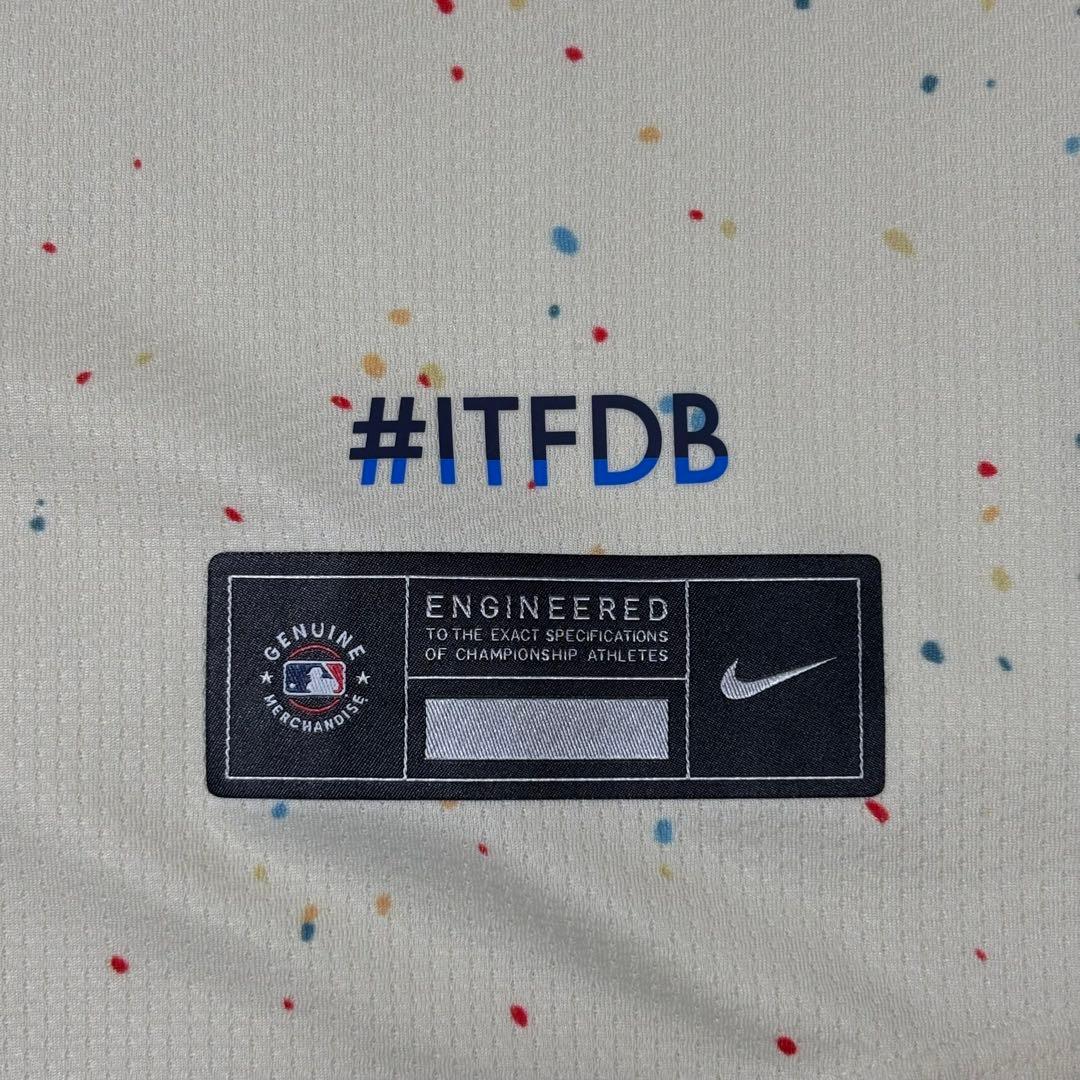 #ITFDB
GENUINE
MERCHANDISE
ENGINEERED
TO THE EXACT SPECIFICATIONS
OF CHAMPIONSHIP ATHLETES